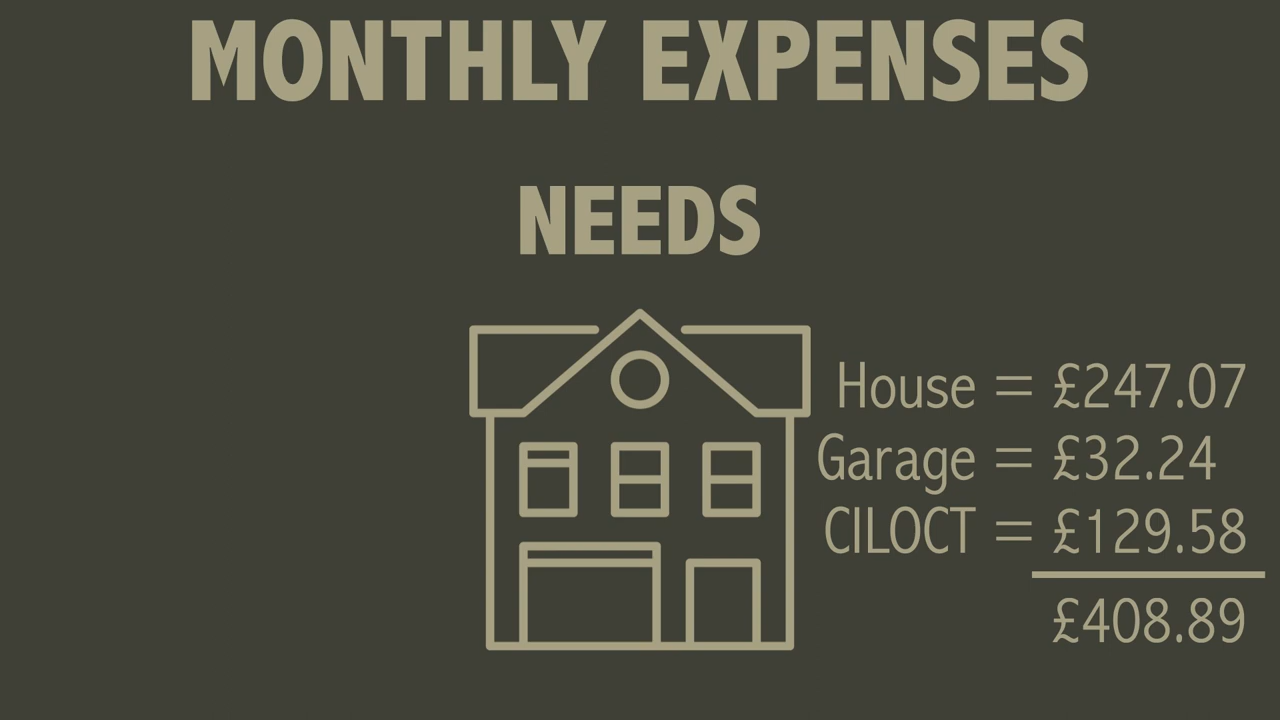 MONTHLY EXPENSES
NEEDS
House = £247.07
Garage = £32.24
CILOCT = £129.58
£408.89